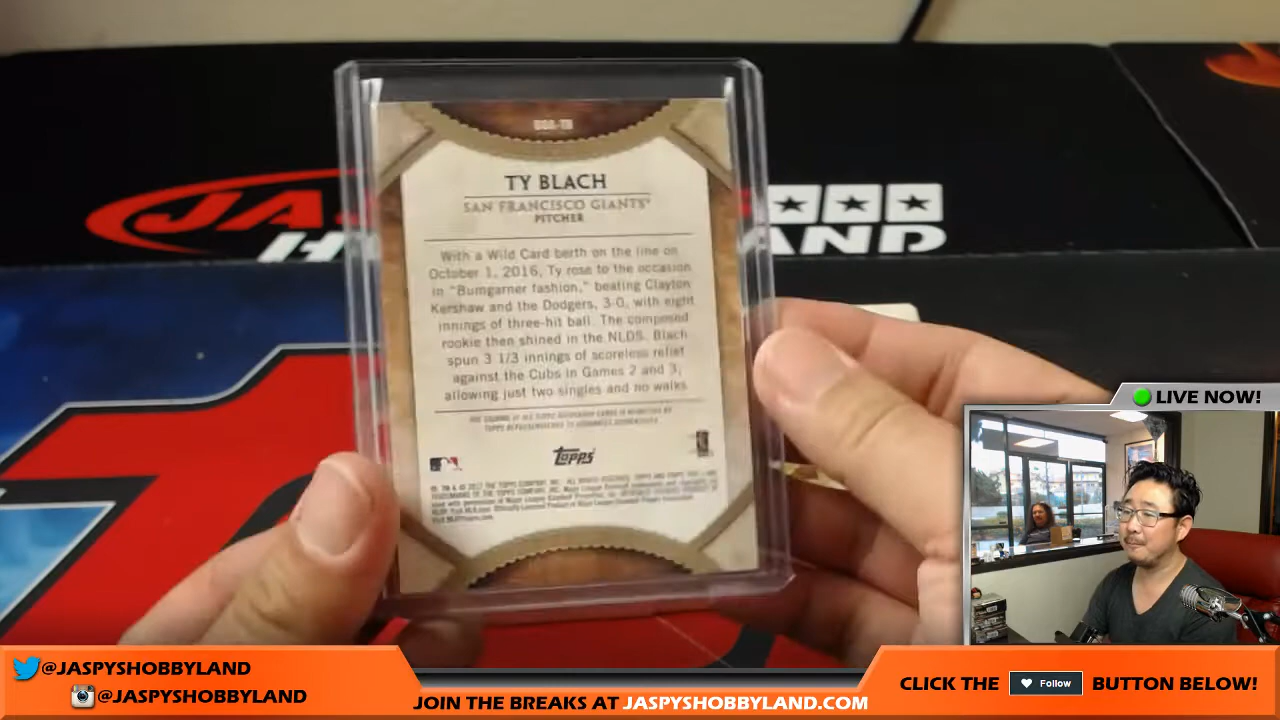 TY BLACH
SAN FRANCISCO GIANTS®
PITCHER
With a Wild Card berth on the line on
October 1, 2016, Ty rose to the occasion
in "Bumgarner fashion," beating Clayton
Kershaw and the Dodgers, 3-0, with eight
innings of three-hit ball. The composed
rookie then shined in the NLDS. Blach
spun 3 1/3 innings of scoreless relief
against the Cubs in Games 2 and 3,
allowing just two singles and no walks
topps
LIVE NOW!
@JASPYSHOBBYLAND
@JASPYSHOBBYLAND
JOIN THE BREAKS AT JASPYSHOBBYLAND.COM
CLICK THE Follow BUTTON BELOW!